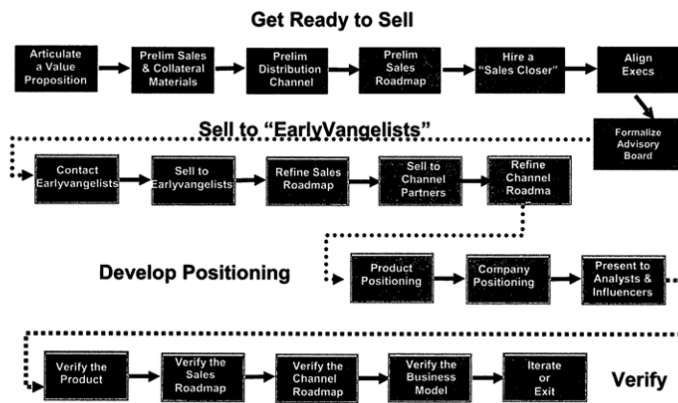 Get Ready to Sell
Articulate
a Value
Proposition
Prelim Sales
& Collateral
Materials
Prelim
Distribution
Channel
Prelim
Sales
Roadmap
Hire a
“Sales Closer”
Align
Execs
Formalize
Advisory
Board
Sell to “EarlyVangelists”
Contact
Earlyvangelists
Sell to
Earlyvangelists
Refine Sales
Roadmap
Sell to
Channel
Partners
Refine
Channel
Roadma
Develop Positioning
Product
Positioning
Company
Positioning
Present to
Analysts &
Influencers
Verify the
Product
Verify the
Sales
Roadmap
Verify the
Channel
Roadmap
Verify the
Business
Model
Iterate
or
Exit
Verify